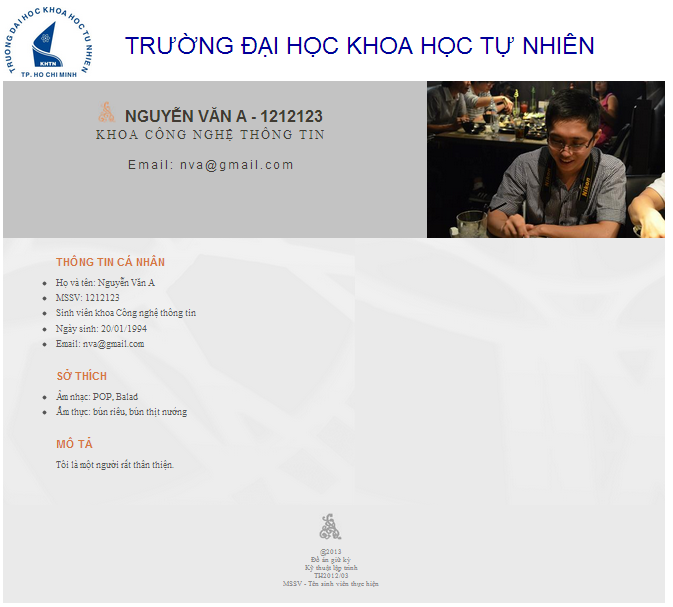 TRƯỜNG ĐẠI HỌC KHOA HỌC TỰ NHIÊN
KHTN
TP. HO CHI MINH
TRƯỜNG ĐẠI HỌC KHOA HỌC TỰ NHIÊN
NGUYỄN VĂN A - 1212123
KHOA CÔNG NGHỆ THÔNG TIN
Email: nva@gmail.com
Nikon
THÔNG TIN CÁ NHÂN
Họ và tên: Nguyễn Văn A
MSSV: 1212123
Sinh viên khoa Công nghệ thông tin
Ngày sinh: 20/01/1994
Email: nva@gmail.com
SỞ THÍCH
Âm nhạc: POP, Balad
Ẩm thực: bún riêu, bún thịt nướng
MÔ TẢ
Tôi là một người rất thân thiện.
@2013
Đồ án giữ kỳ
Kỹ thuật lập trình
TH2012/03
MSSV - Tên sinh viên thực hiện